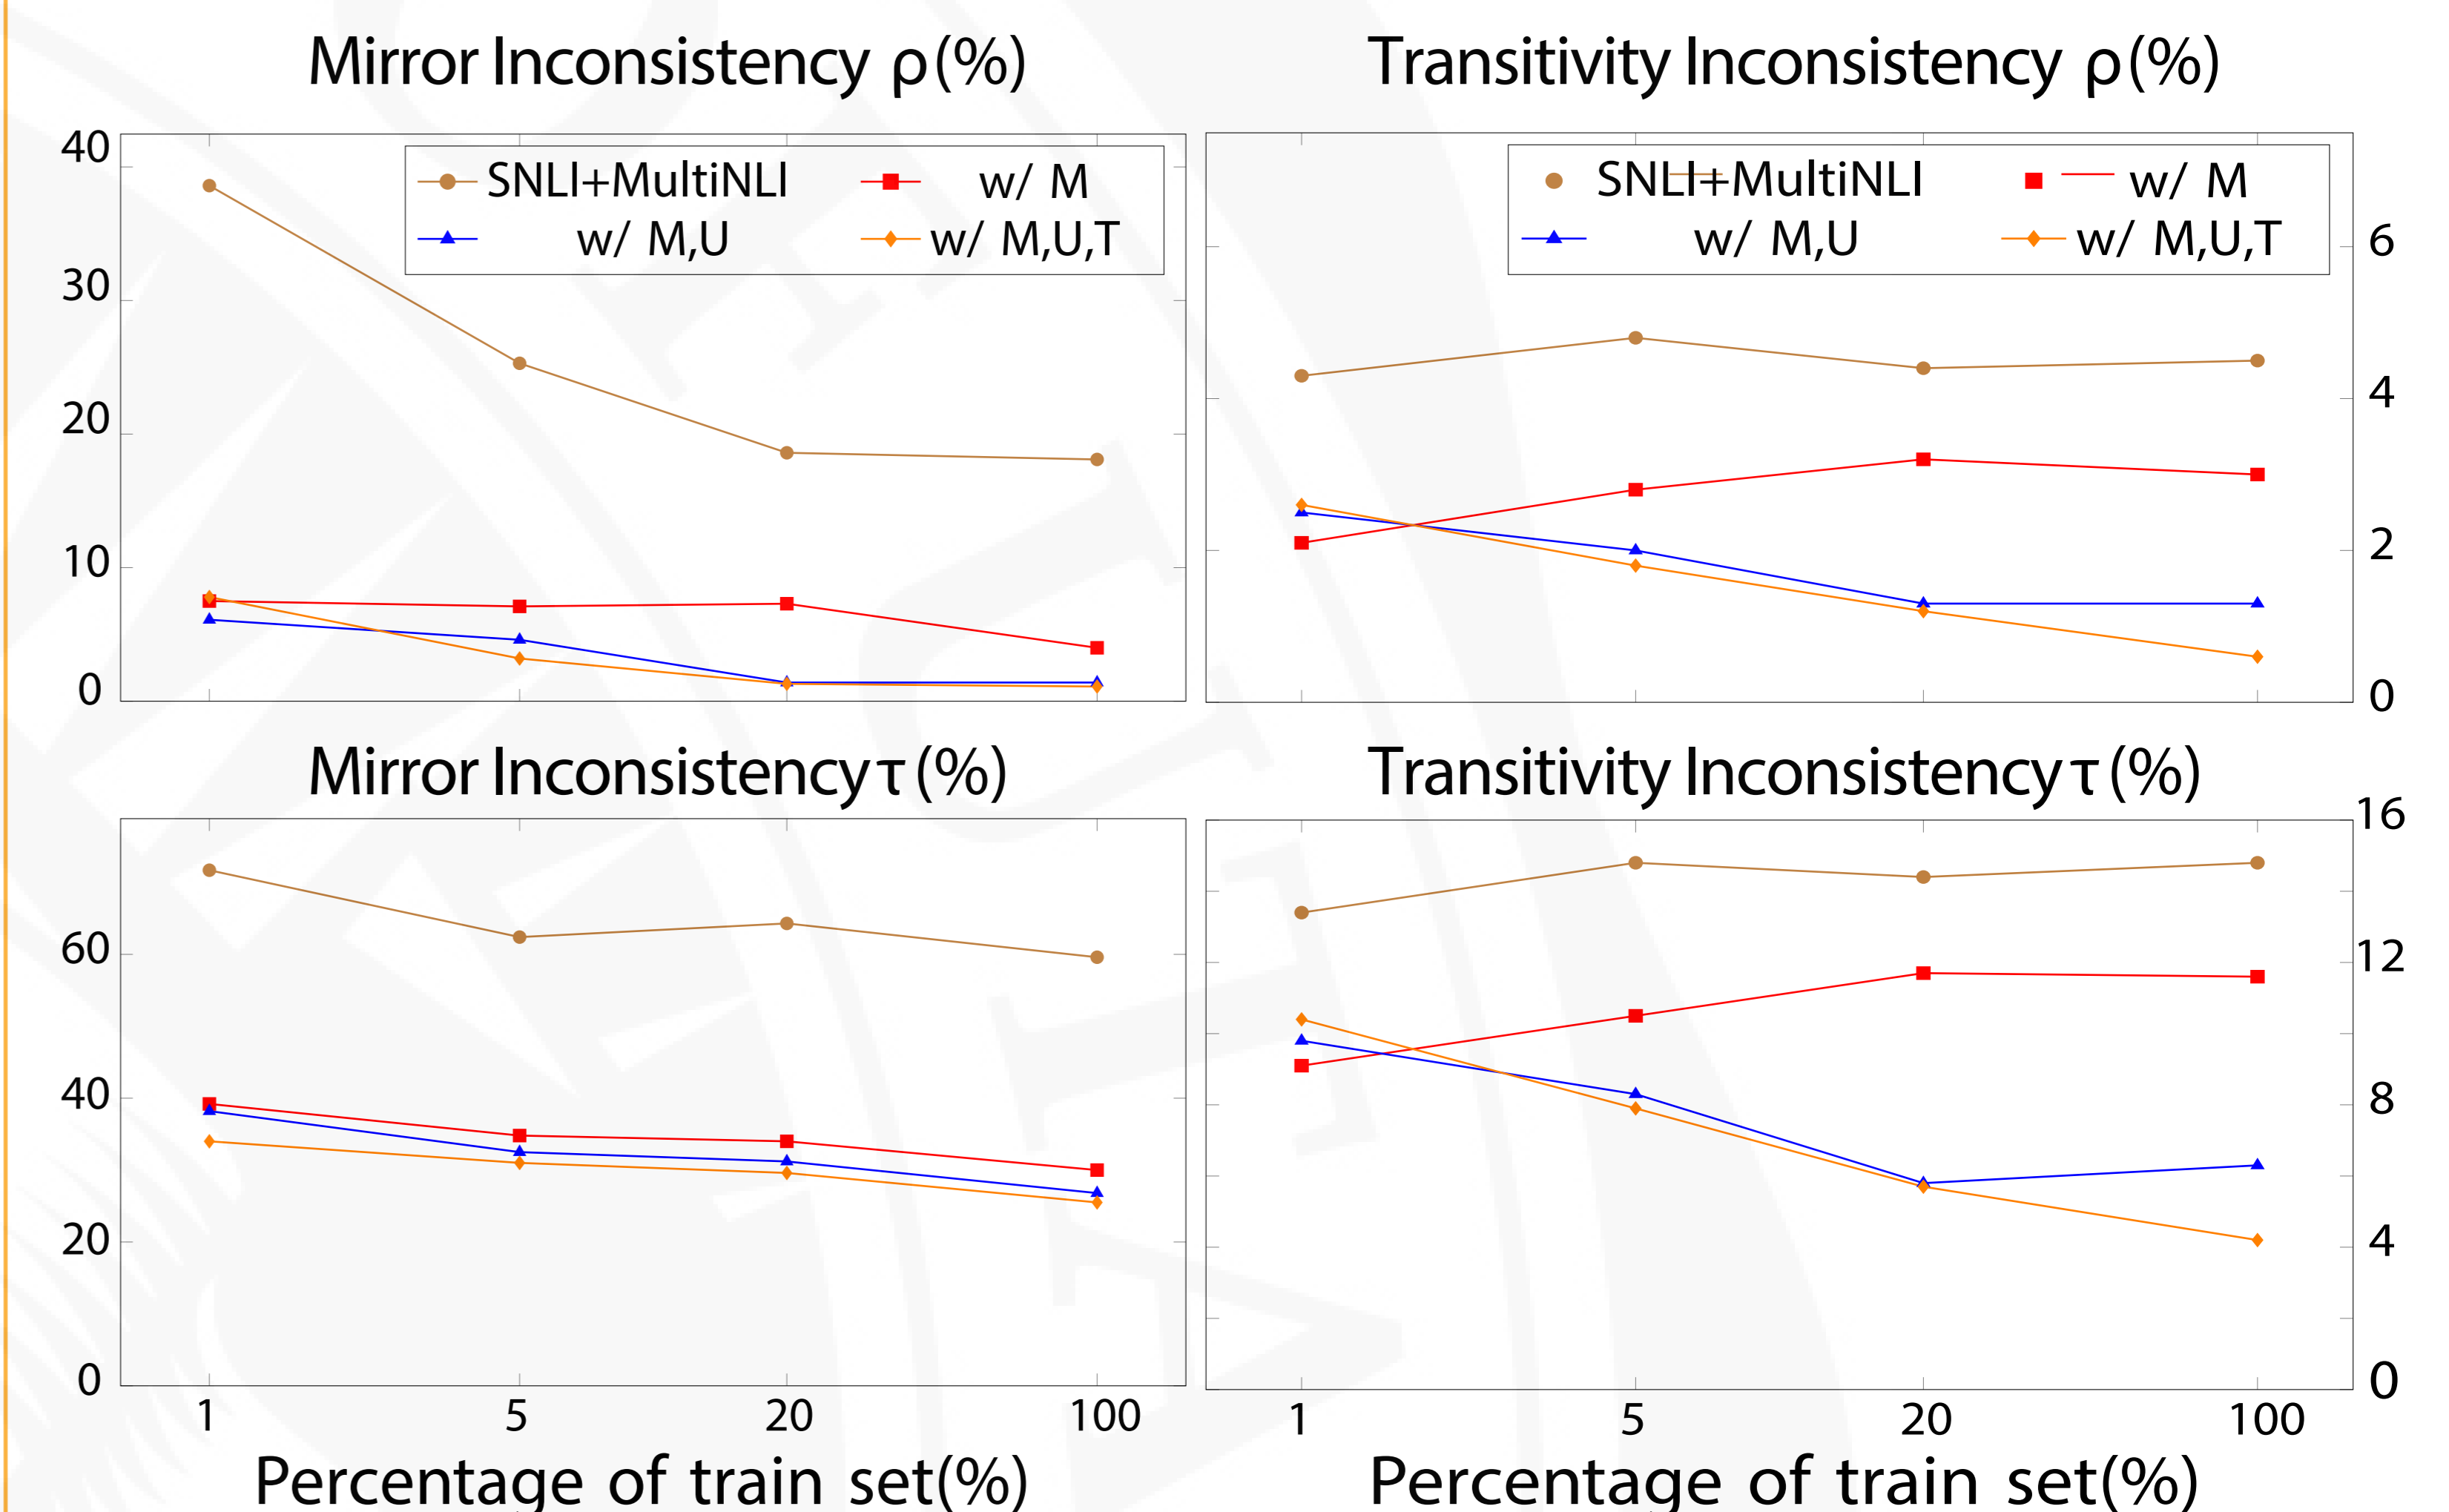 Mirror Inconsistency ρ(%)
Transitivity Inconsistency ρ(%)
40
30
20
10
0
SNLI+MultiNLI
w/ M
w/ M,U
w/ M,U,T
SNLI+MultiNLI
w/ M
w/ M,U
w/ M,U,T
6
4
2
0
Mirror Inconsistency τ (%)
Transitivity Inconsistency τ (%)
60
40
20
0
16
12
8
4
0
1 5 20 100
1 5 20 100
Percentage of train set(%)
Percentage of train set(%)